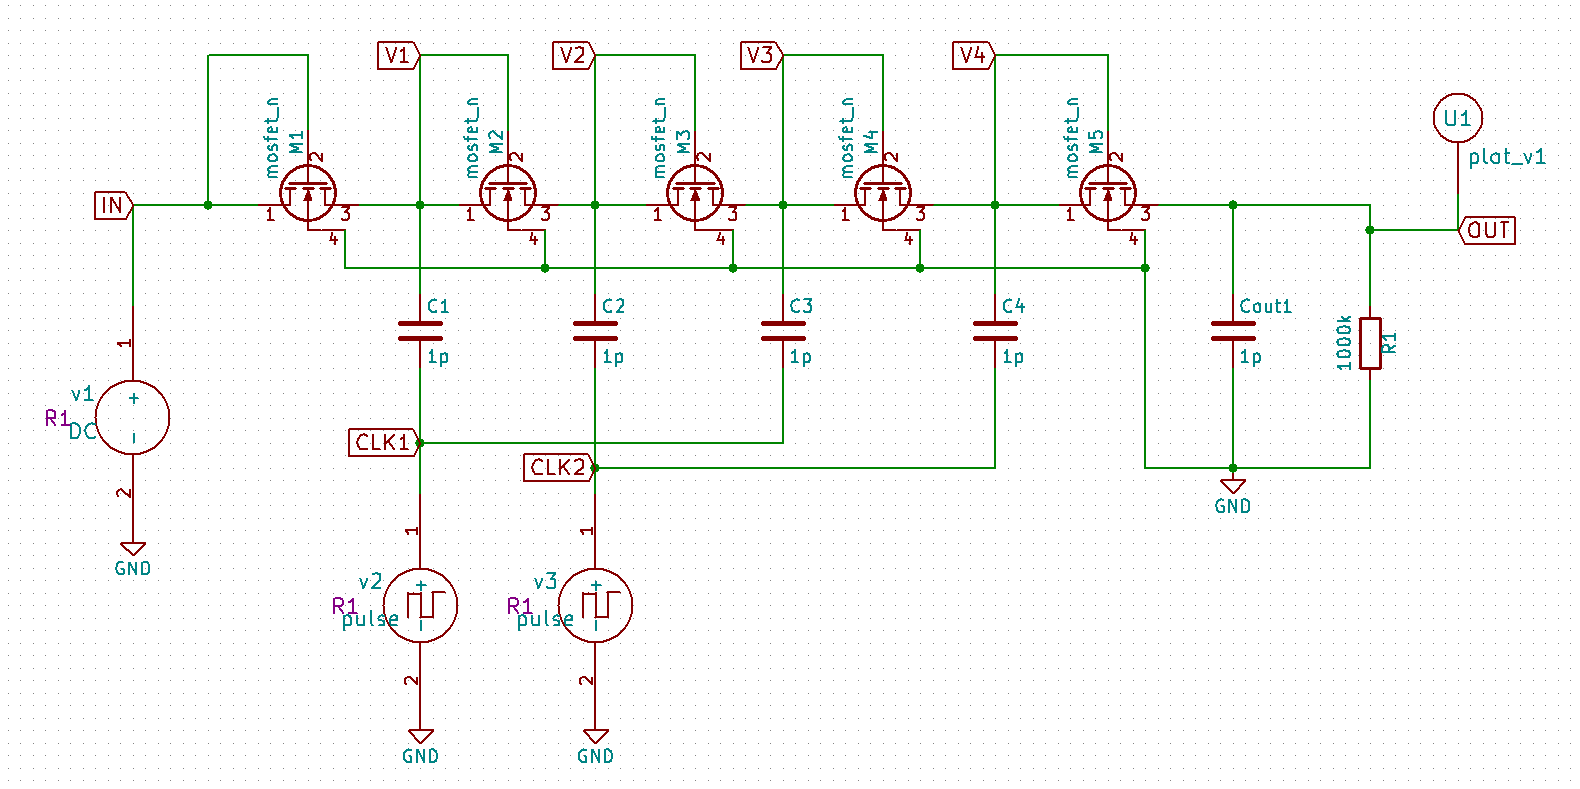 V1
V2
V3
V4
U1
plot_v1
mosfet_n
M1
2
mosfet_n
M2
2
mosfet_n
M3
2
mosfet_n
M4
2
mosfet_n
M5
2
IN
1
3
4
1
3
4
1
3
4
1
3
4
1
3
4
OUT
C1
1p
C2
1p
C3
1p
C4
1p
Cout1
1p
1000k
R1
1
v1
R1
DC
+
2
GND
CLK1
CLK2
GND
1
v2
R1
pulse
+
2
GND
1
v3
R1
pulse
+
2
GND